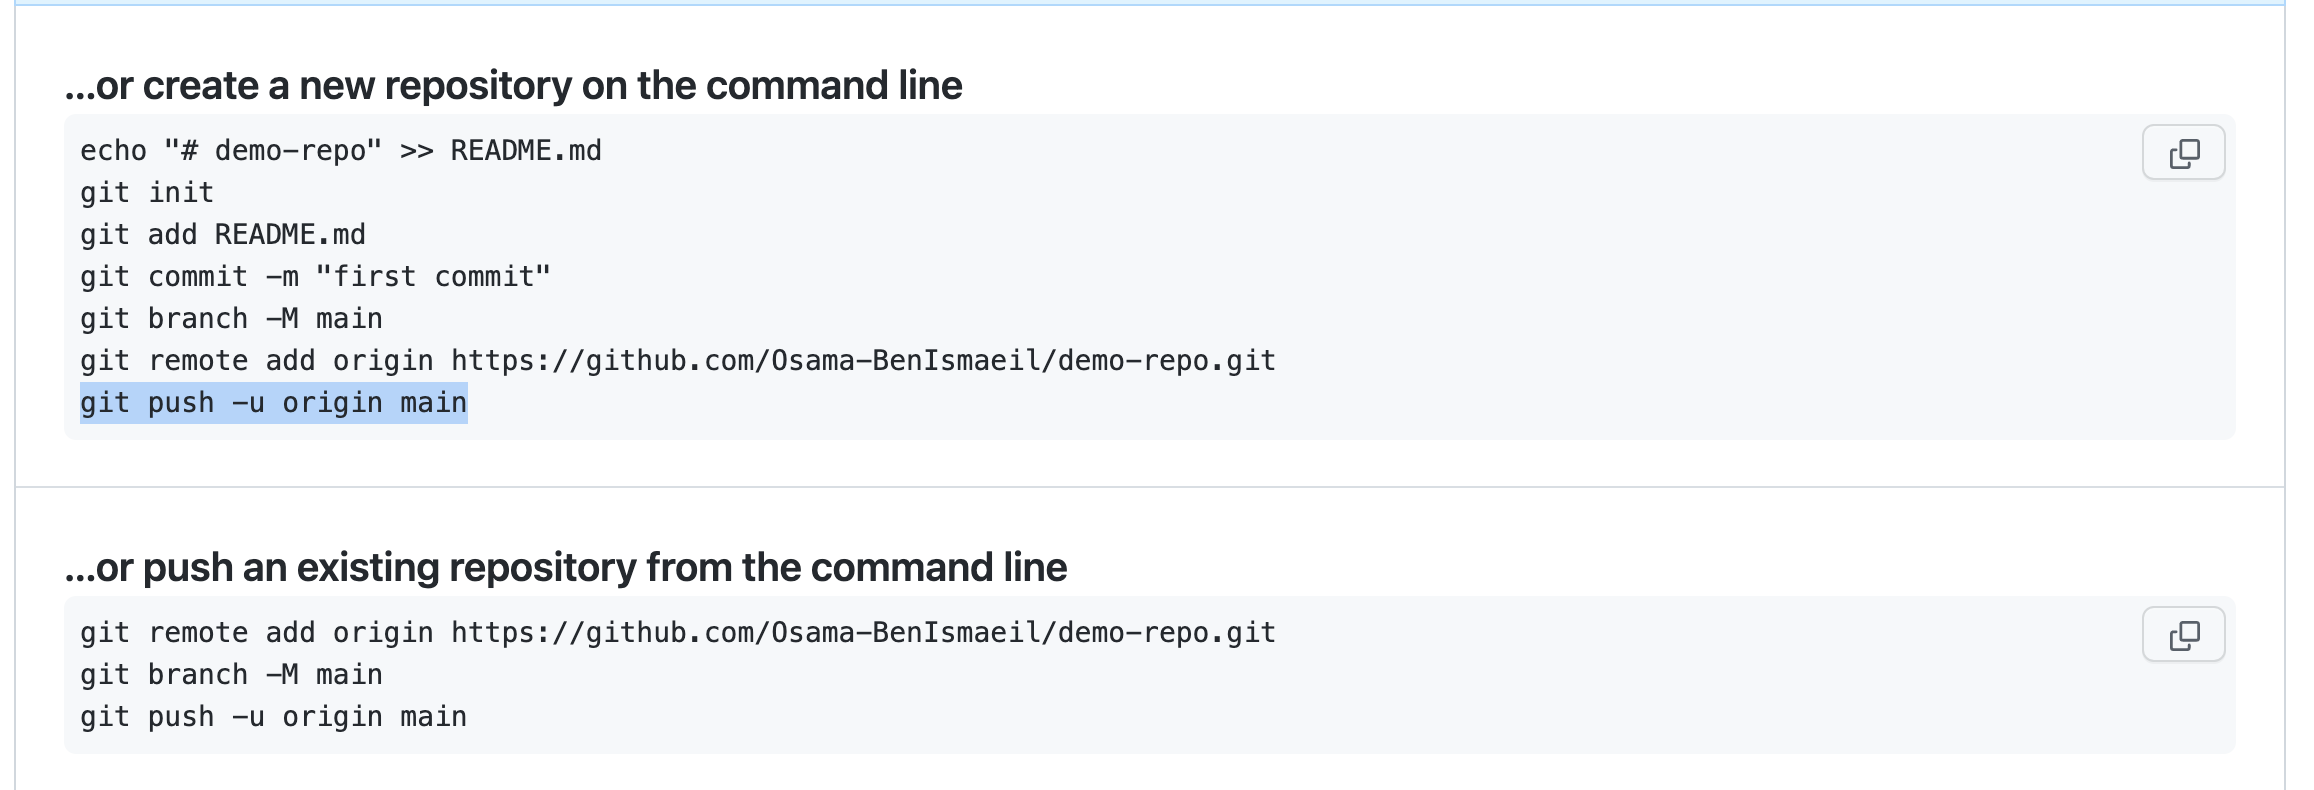 ...or create a new repository on the command line
echo "# demo-repo" >> README.md
git init
git add README.md
git commit -m "first commit"
git branch -M main
git remote add origin https://github.com/Osama-BenIsmaeil/demo-repo.git
git push -u origin main
...or push an existing repository from the command line
git remote add origin https://github.com/Osama-BenIsmaeil/demo-repo.git
git branch -M main
git push -u origin main